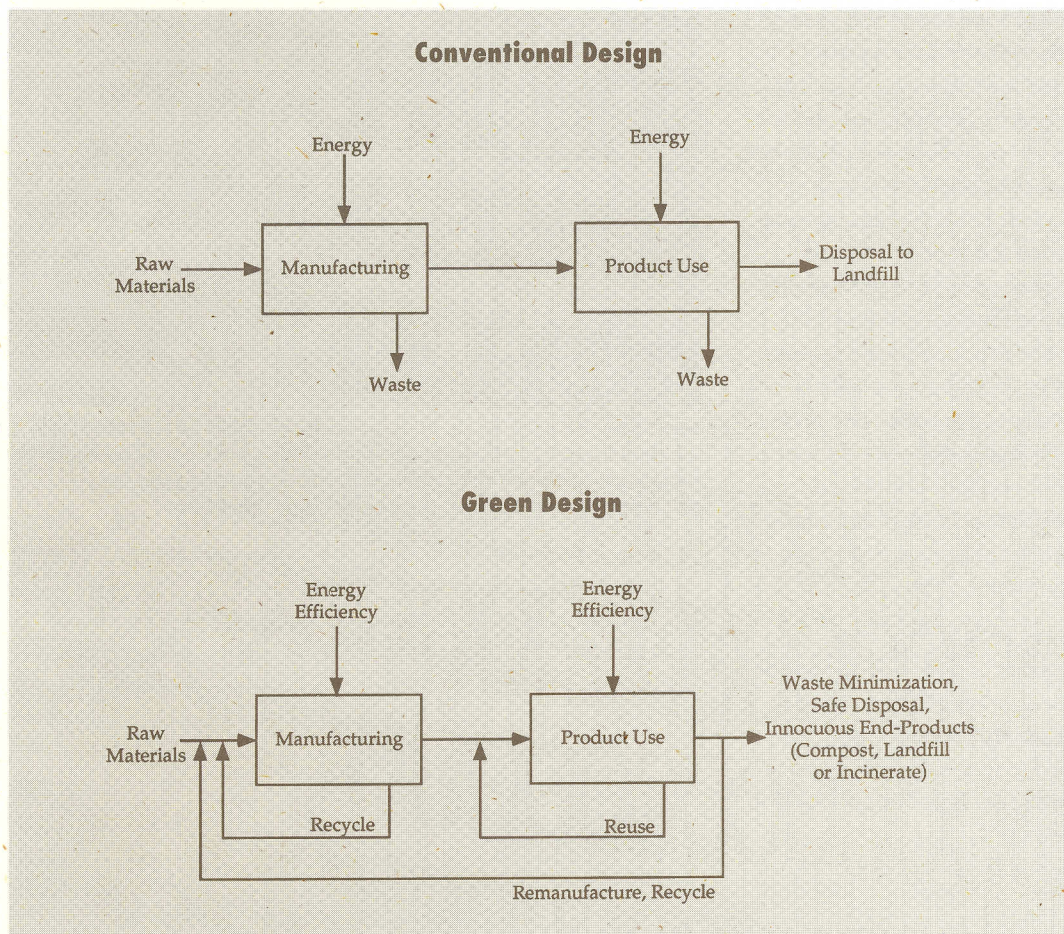 Conventional Design
Energy
Energy
Raw
Materials
Manufacturing
Product Use
Disposal to
Landfill
Waste
Waste
Green Design
Energy
Efficiency
Energy
Efficiency
Raw
Materials
Manufacturing
Product Use
Waste Minimization,
Safe Disposal,
Innocuous End-Products
(Compost, Landfill
or Incinerate)
Recycle
Reuse
Remanufacture, Recycle